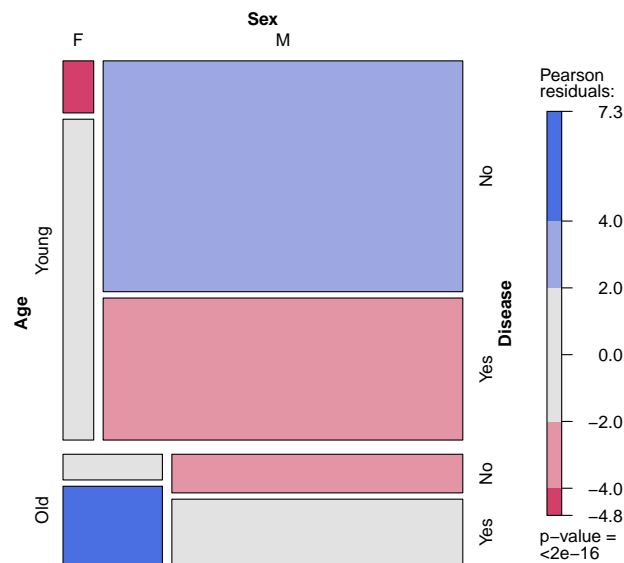 Sex
F
M
Age
Young
Old
No
Yes
No
Yes
Disease
Pearson
residuals:
7.3
4.0
2.0
0.0
−2.0
−4.0
−4.8
p−value =
<2e−16